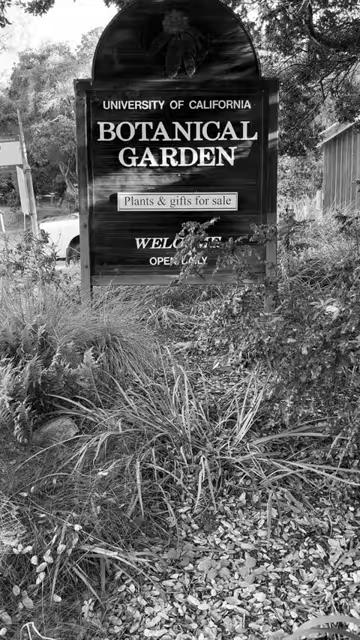 UNIVERSITY OF CALIFORNIA
BOTANICAL
GARDEN
Plants & gifts for sale
WELCOME
OPEN DAILY